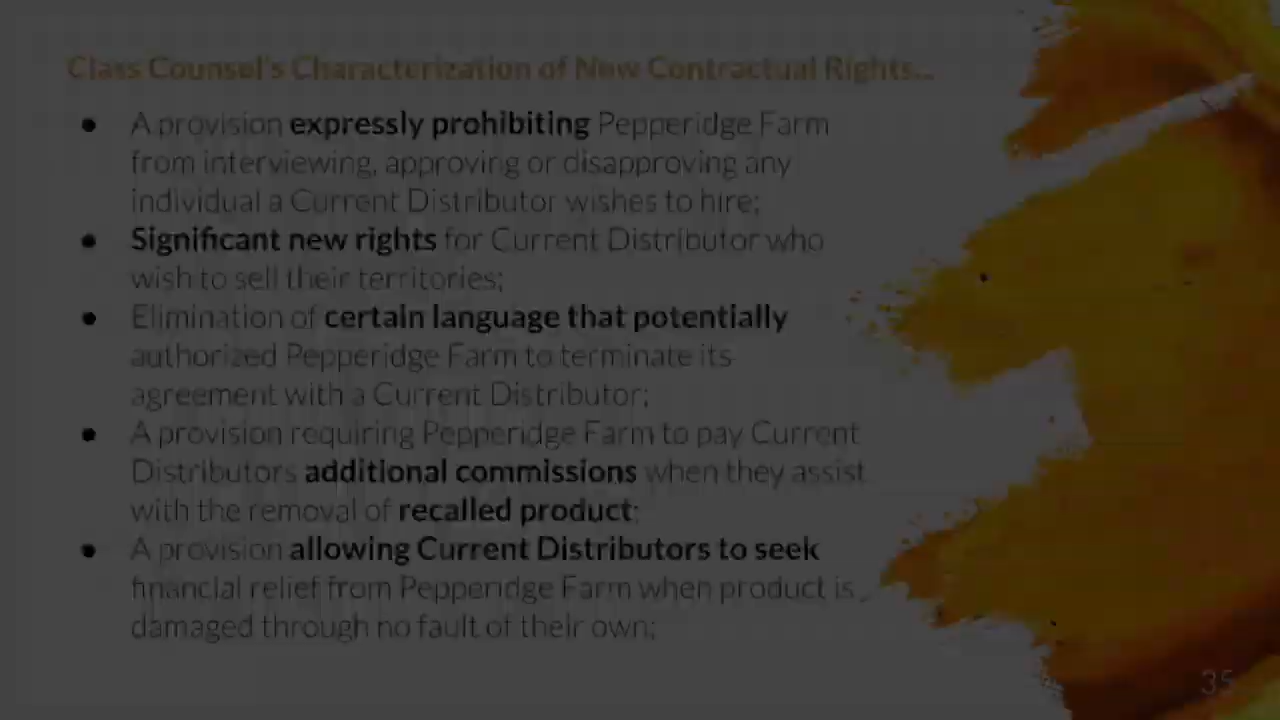 Class Counsel's Characterization of New Contractual Rights...
● A provision expressly prohibiting Pepperidge Farm
from interviewing, approving or disapproving any
individual a Current Distributor wishes to hire;
● Significant new rights for Current Distributor who
wish to sell their territories;
● Elimination of certain language that potentially
authorized Pepperidge Farm to terminate its
agreement with a Current Distributor;
● A provision requiring Pepperidge Farm to pay Current
Distributors additional commissions when they assist
with the removal of recalled product;
● A provision allowing Current Distributors to seek
financial relief from Pepperidge Farm when product is
damaged through no fault of their own;
35